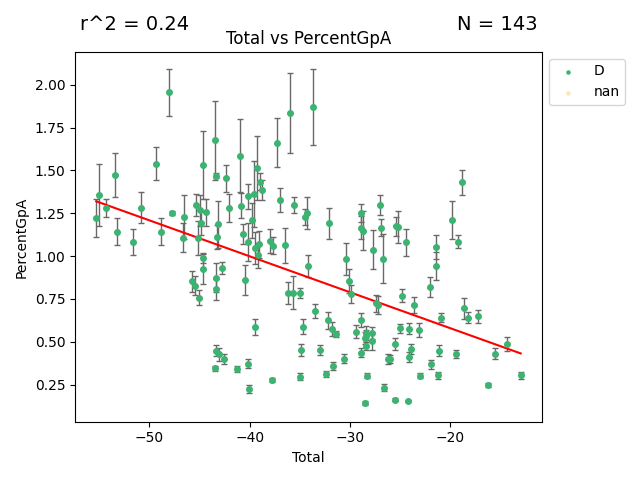 r^2 = 0.24
N = 143
Total vs PercentGpA
D
nan
PercentGpA
2.00
1.75
1.50
1.25
1.00
0.75
0.50
0.25
−50
−40
−30
−20
Total